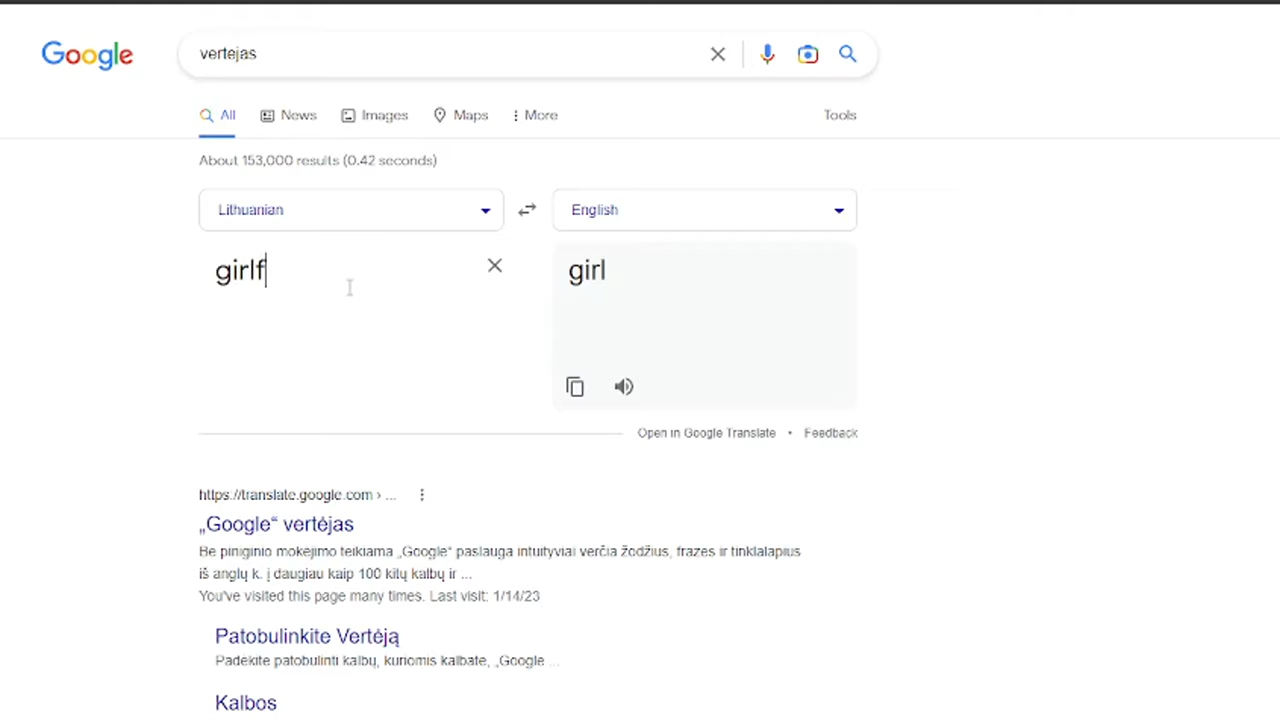 Google
vertejas
All News Images Maps More Tools
About 153,000 results (0.42 seconds)
Lithuanian English
girlf girl
Open in Google Translate • Feedback
https://translate.google.com › ...
„Google“ vertėjas
Be piniginio mokėjimo teikiama „Google“ paslauga intuityviai verčia žodžius, frazes ir tinklalapius
iš anglų k. į daugiau kaip 100 kitų kalbų ir ...
You've visited this page many times. Last visit: 1/14/23
Patobulinkite Vertėją
Padėkite patobulinti kalbų, kuriomis kalbate, „Google ...
Kalbos